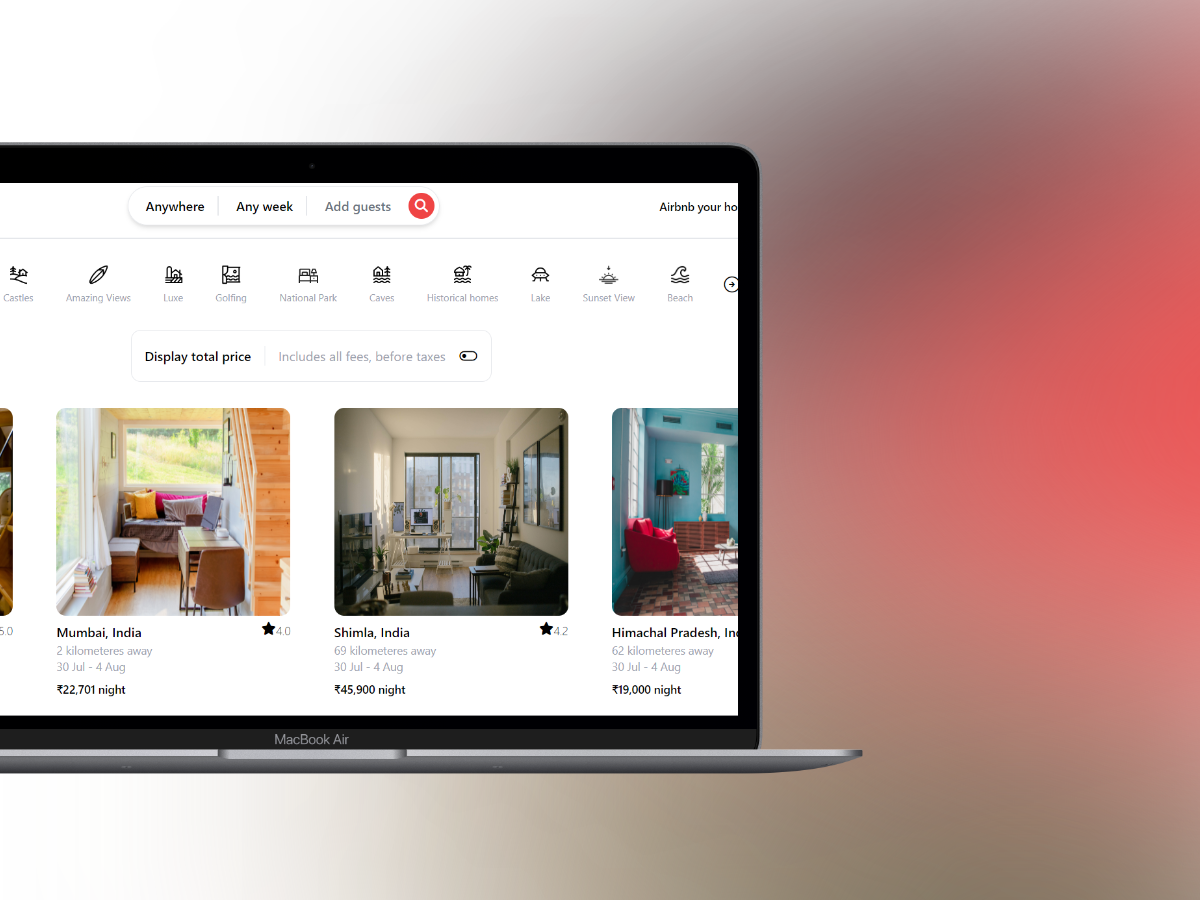 Anywhere Any week Add guests
Airbnb your ho
Castles Amazing Views Luxe Golfing National Park Caves Historical homes Lake Sunset View Beach
Display total price Includes all fees, before taxes
5.0
Mumbai, India 4.0
2 kilometeres away
30 Jul - 4 Aug
₹22,701 night
Shimla, India 4.2
69 kilometeres away
30 Jul - 4 Aug
₹45,900 night
Himachal Pradesh, Ind
62 kilometeres away
30 Jul - 4 Aug
₹19,000 night
MacBook Air